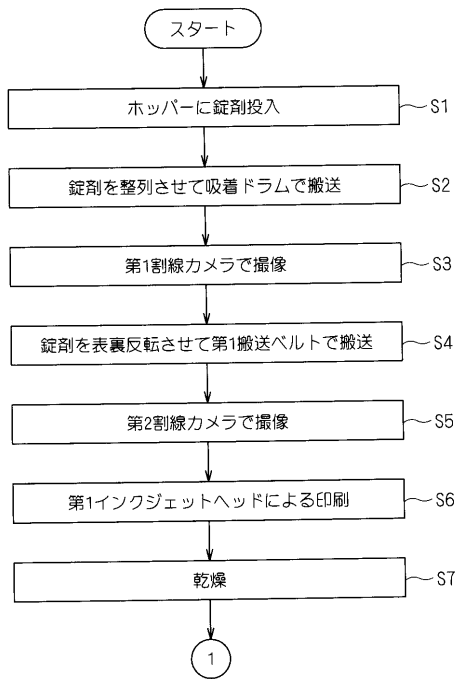 スタート
ホッパーに錠剤投入
S1
錠剤を整列させて吸着ドラムで搬送
S2
第1割線カメラで撮像
S3
錠剤を表裏反転させて第1搬送ベルトで搬送
S4
第2割線カメラで撮像
S5
第1インクジェットヘッドによる印刷
S6
乾燥
S7
1